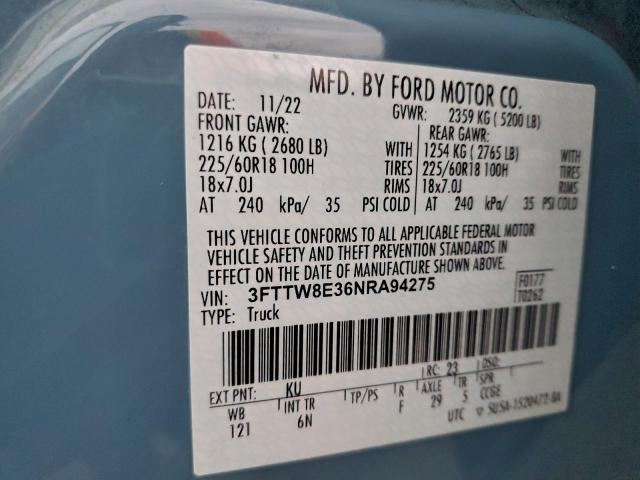 MFD. BY FORD MOTOR CO.
DATE: 11/22 GVWR: 2359 KG ( 5200 LB)
FRONT GAWR: REAR GAWR:
1216 KG ( 2680 LB) WITH 1254 KG ( 2765 LB) WITH
225/60R18 100H TIRES 225/60R18 100H TIRES
18x7.0J RIMS 18x7.0J RIMS
AT 240 kPa/ 35 PSI COLD AT 240 kPa/ 35 PSI COLD
THIS VEHICLE CONFORMS TO ALL APPLICABLE FEDERAL MOTOR
VEHICLE SAFETY AND THEFT PREVENTION STANDARDS IN
EFFECT ON THE DATE OF MANUFACTURE SHOWN ABOVE.
VIN: 3FTTW8E36NRA94275 F0177
TYPE: Truck T0262
EXT PNT: KU RC: 23 DSO:
WB INT TR TP/PS R AXLE TR SPR
121 6N F 29 5 CCGE
UTC SU5A-1520472-BA